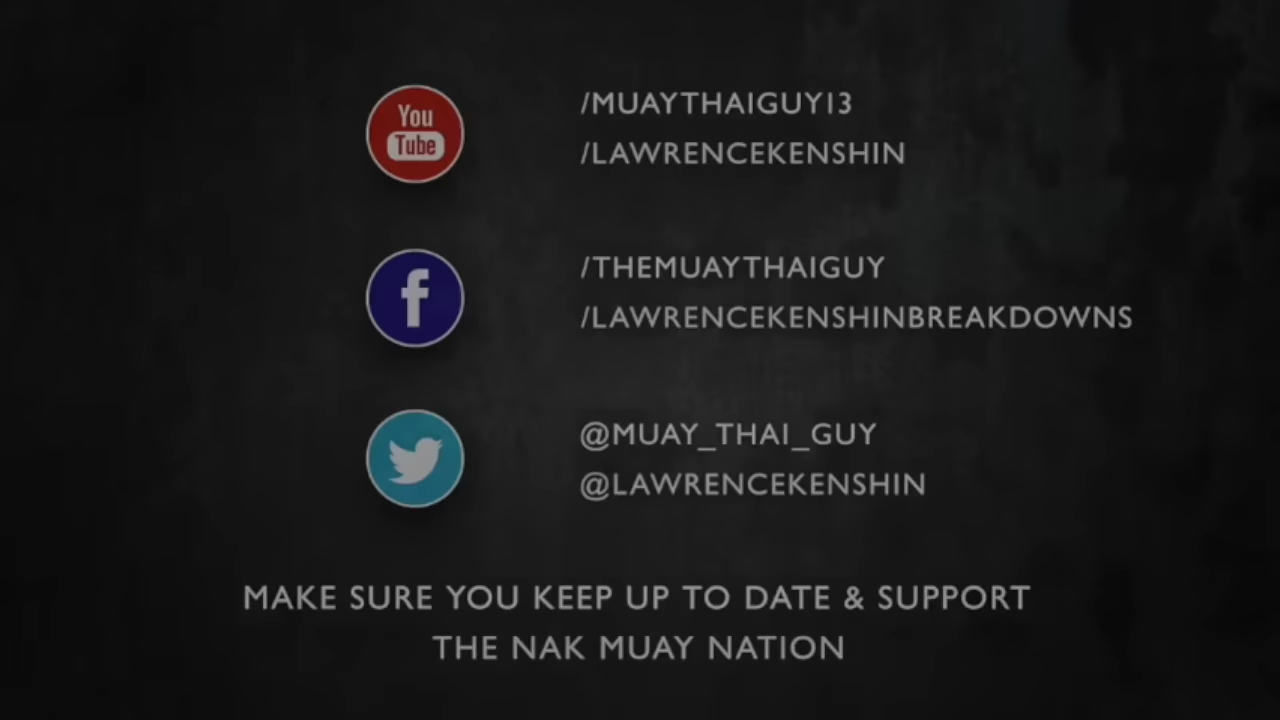 You
Tube
/MUAYTHAIGUY13
/LAWRENCEKENSHIN
f
/THEMUAYTHAIGUY
/LAWRENCEKENSHINBREAKDOWNS
@MUAY_THAI_GUY
@LAWRENCEKENSHIN
MAKE SURE YOU KEEP UP TO DATE & SUPPORT
THE NAK MUAY NATION